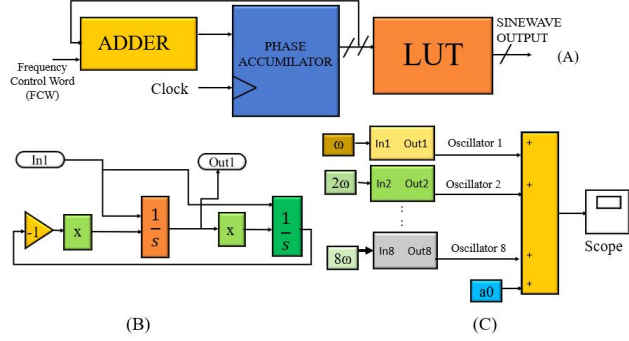 ADDER
PHASE
ACCUMILATOR
LUT
SINEWAVE
OUTPUT
(A)
Frequency
Control Word
(FCW)
Clock
In1
Out1
-1
x
1
s
x
1
s
(B)
ω
In1 Out1
Oscillator 1
+
2ω
In2 Out2
Oscillator 2
+
⋮
8ω
In8 Out8
Oscillator 8
+
a0
+
Scope
(C)